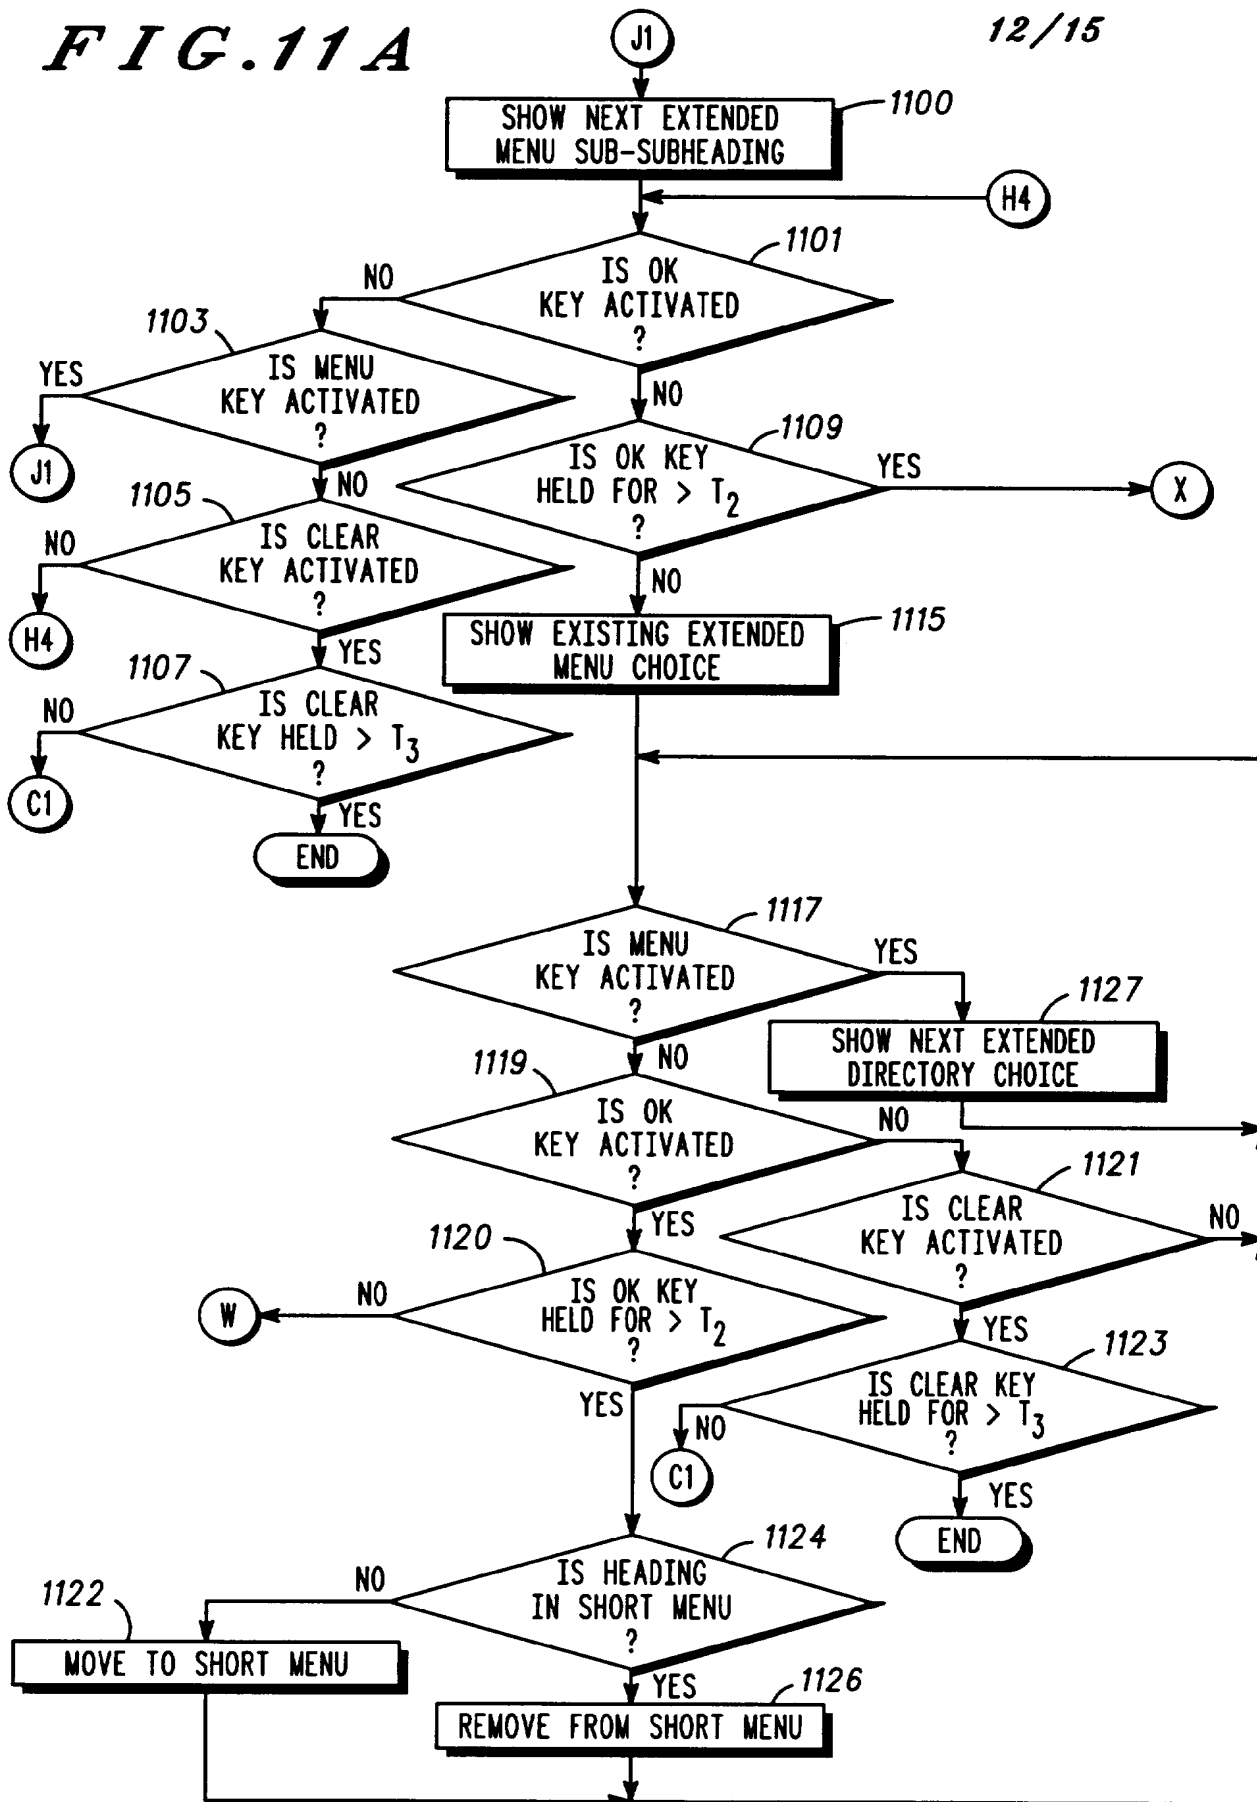 FIG.11A
12/15
J1
SHOW NEXT EXTENDED
MENU SUB-SUBHEADING
1100
H4
1101
IS OK
KEY ACTIVATED
?
NO
NO
1103
IS MENU
KEY ACTIVATED
?
YES
J1
NO
1109
IS OK KEY
HELD FOR > T2
?
YES
X
NO
1105
IS CLEAR
KEY ACTIVATED
?
NO
H4
YES
1115
SHOW EXISTING EXTENDED
MENU CHOICE
1107
IS CLEAR
KEY HELD > T3
?
NO
C1
YES
END
1117
IS MENU
KEY ACTIVATED
?
YES
NO
1127
SHOW NEXT EXTENDED
DIRECTORY CHOICE
1119
IS OK
KEY ACTIVATED
?
NO
YES
1121
IS CLEAR
KEY ACTIVATED
?
NO
YES
1120
IS OK KEY
HELD FOR > T2
?
NO
W
YES
1123
IS CLEAR KEY
HELD FOR > T3
?
NO
C1
YES
END
1124
IS HEADING
IN SHORT MENU
?
NO
YES
1122
MOVE TO SHORT MENU
1126
REMOVE FROM SHORT MENU